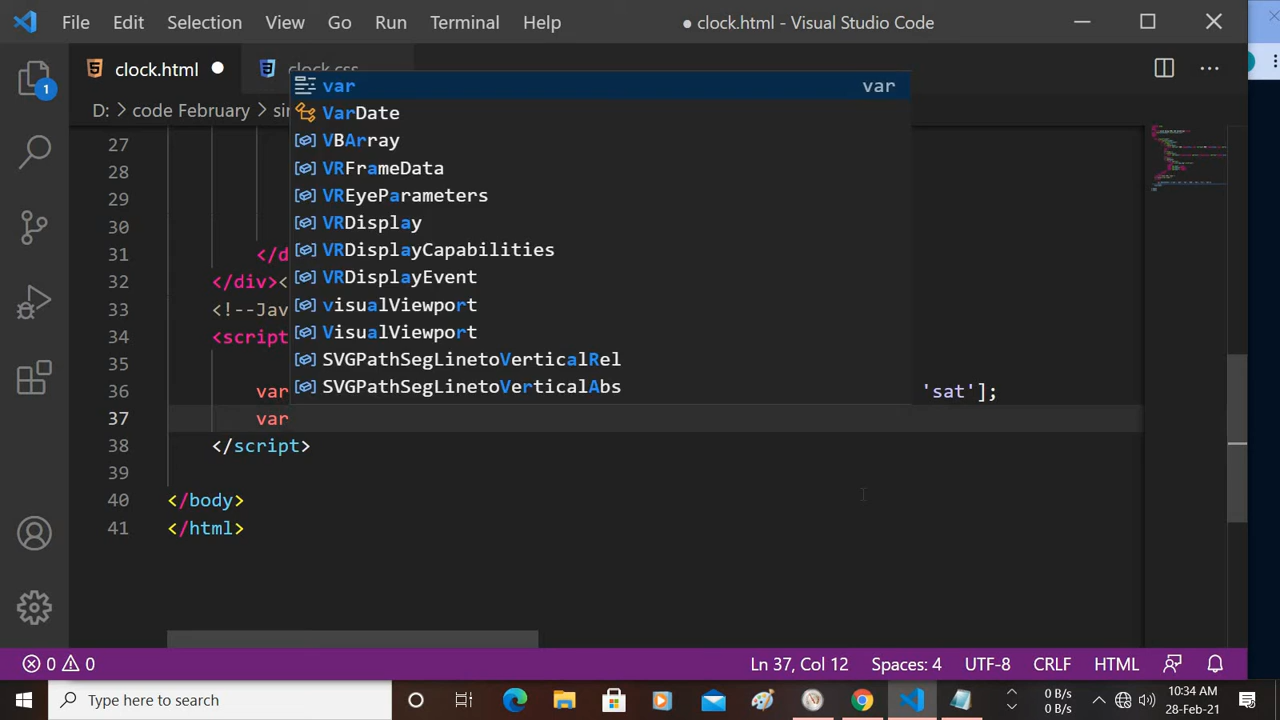 File Edit Selection View Go Run Terminal Help ● clock.html - Visual Studio Code
clock.html ● clock.css
D: > code February >
var var
VarDate
VBArray
VRFrameData
VREyeParameters
VRDisplay
VRDisplayCapabilities
VRDisplayEvent
visualViewport
VisualViewport
SVGPathSegLinetoVerticalRel
SVGPathSegLinetoVerticalAbs
27
28
29
30
31 </d
32 </div><
33 <!--Jav
34 <script
35
36 var 'sat'];
37 var
38 </script>
39
40 </body>
41 </html>
1
0 0 Ln 37, Col 12 Spaces: 4 UTF-8 CRLF HTML
Type here to search
0 B/s
0 B/s
10:34 AM
28-Feb-21